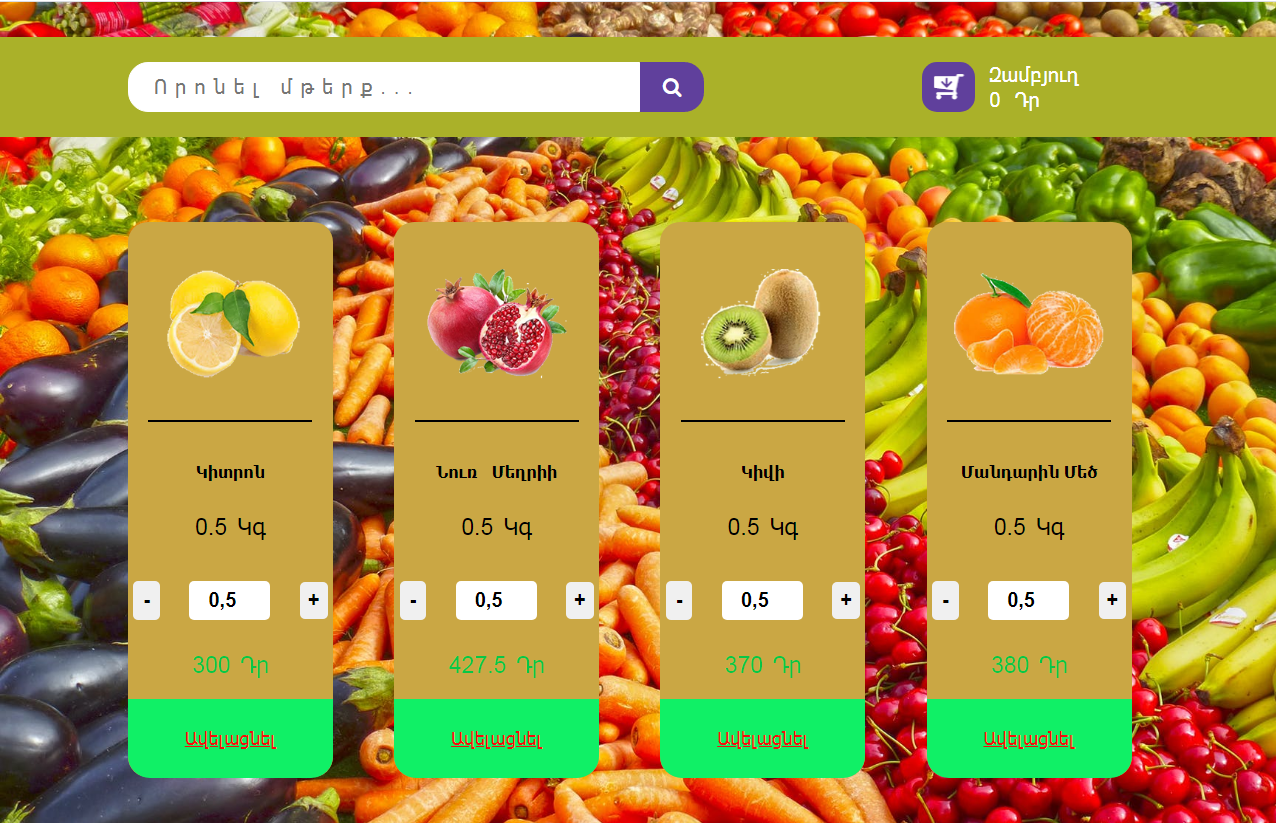 Որոնել մթերք...
Զամբյուղ
0 Դր
Կիտրոն
0.5 Կգ
- 0,5 +
300 Դր
Ավելացնել
Նուռ Մեղրիի
0.5 Կգ
- 0,5 +
427.5 Դր
Ավելացնել
Կիվի
0.5 Կգ
- 0,5 +
370 Դր
Ավելացնել
Մանդարին Մեծ
0.5 Կգ
- 0,5 +
380 Դր
Ավելացնել